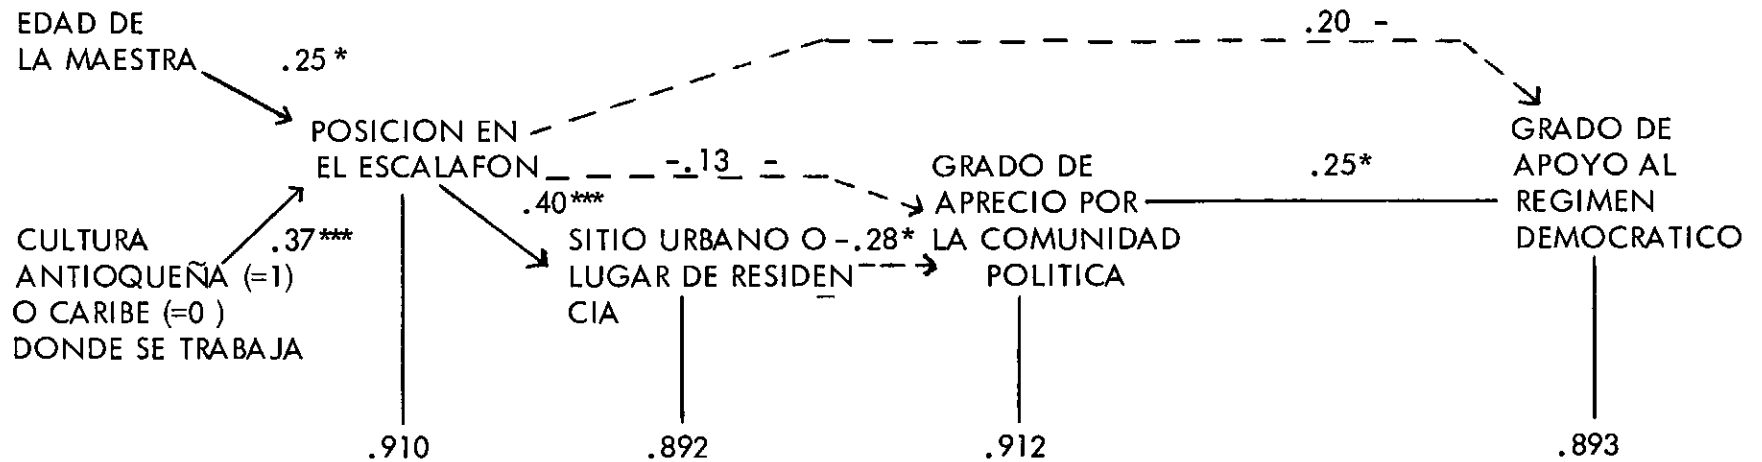 EDAD DE
LA MAESTRA
.25*
.20 -
POSICION EN
EL ESCALAFON
-.13 -
.40***
CULTURA
ANTIOQUEÑA (=1)
O CARIBE (=0 )
DONDE SE TRABAJA
.37***
SITIO URBANO O
LUGAR DE RESIDEN
CIA
-.28*
GRADO DE
APRECIO POR
LA COMUNIDAD
POLITICA
.25*
GRADO DE
APOYO AL
REGIMEN
DEMOCRATICO
.910
.892
.912
.893